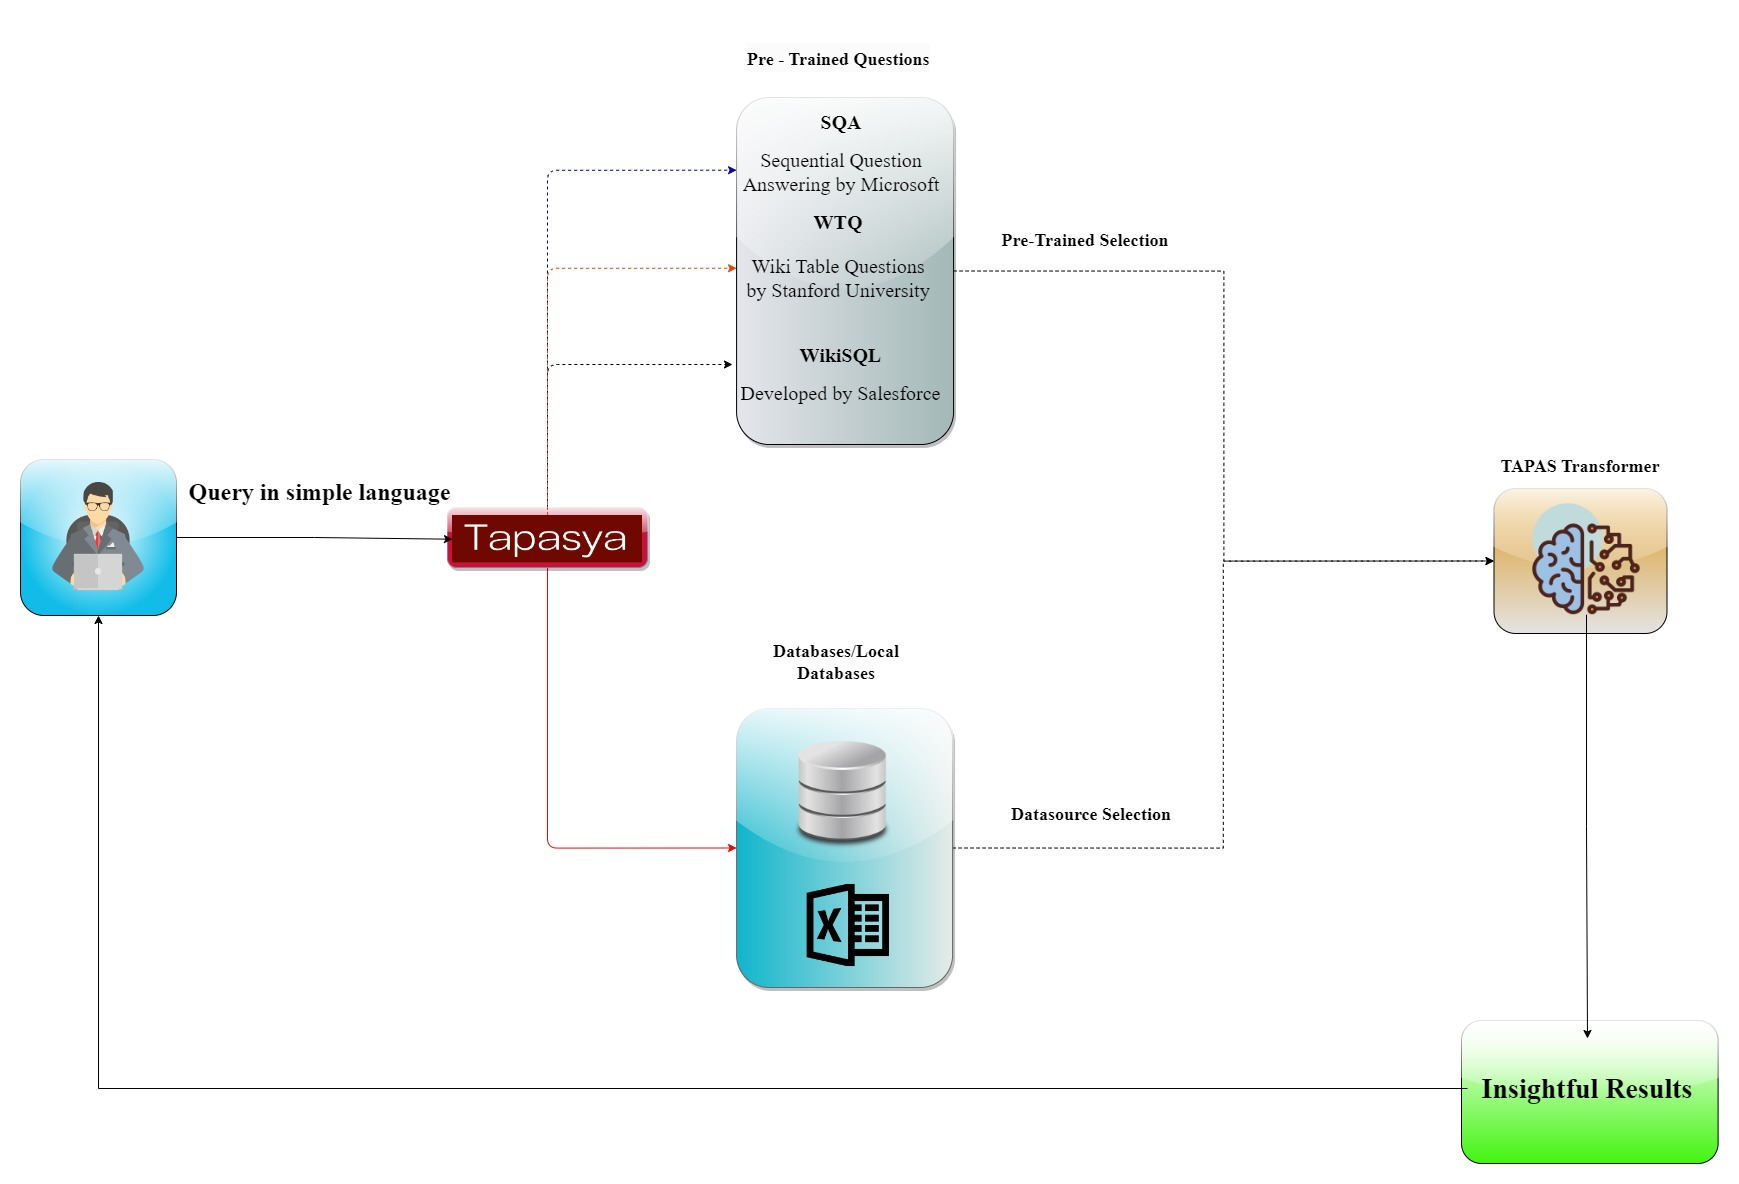 Pre - Trained Questions
SQA
Sequential Question
Answering by Microsoft
WTQ
Wiki Table Questions
by Stanford University
WikiSQL
Developed by Salesforce
Pre-Trained Selection
Query in simple language
Tapasya
TAPAS Transformer
Databases/Local
Databases
X
Datasource Selection
Insightful Results